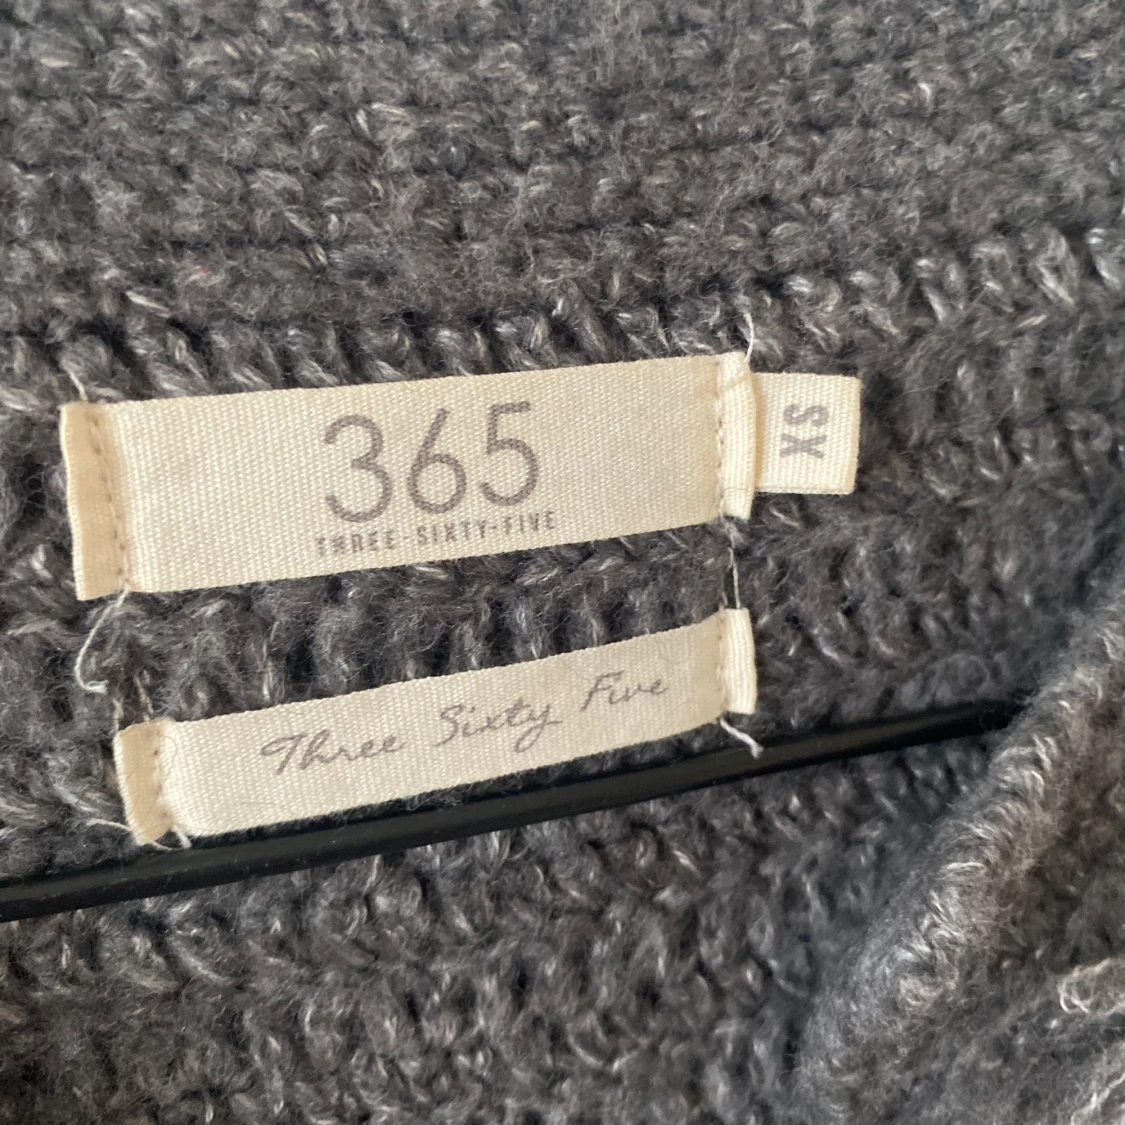 365
THREE-SIXTY-FIVE
XS
Three Sixty Five